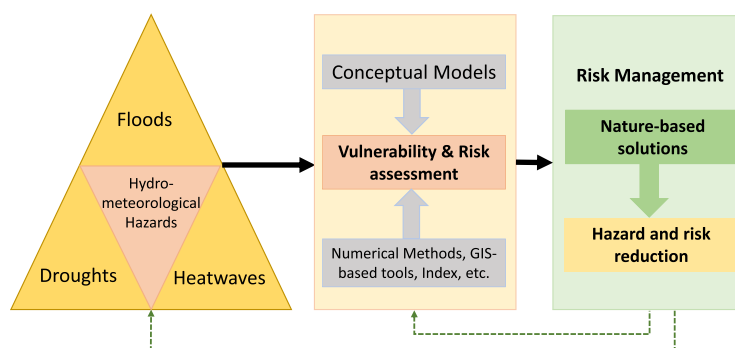 Floods
Hydro-
meteorological
Hazards
Droughts
Heatwaves
Conceptual Models
Vulnerability & Risk
assessment
Numerical Methods, GIS-
based tools, Index, etc.
Risk Management
Nature-based
solutions
Hazard and risk
reduction